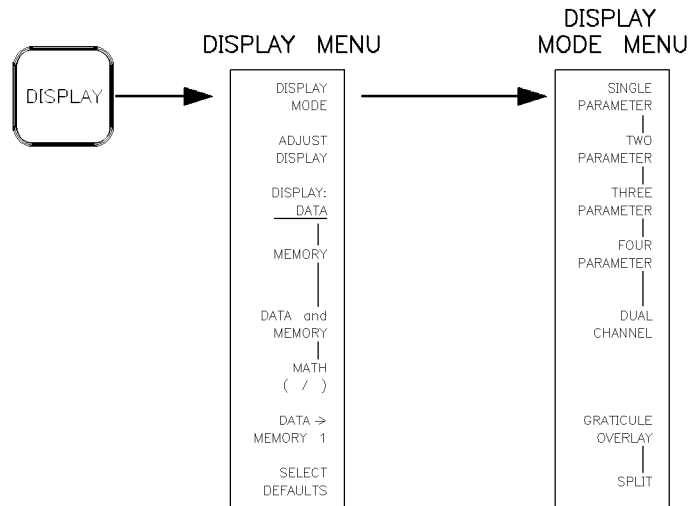 DISPLAY
DISPLAY MENU
DISPLAY
MODE
ADJUST
DISPLAY
DISPLAY:
DATA
MEMORY
DATA and
MEMORY
MATH
( / )
DATA →
MEMORY 1
SELECT
DEFAULTS
DISPLAY
MODE MENU
SINGLE
PARAMETER
TWO
PARAMETER
THREE
PARAMETER
FOUR
PARAMETER
DUAL
CHANNEL
GRATICULE
OVERLAY
SPLIT